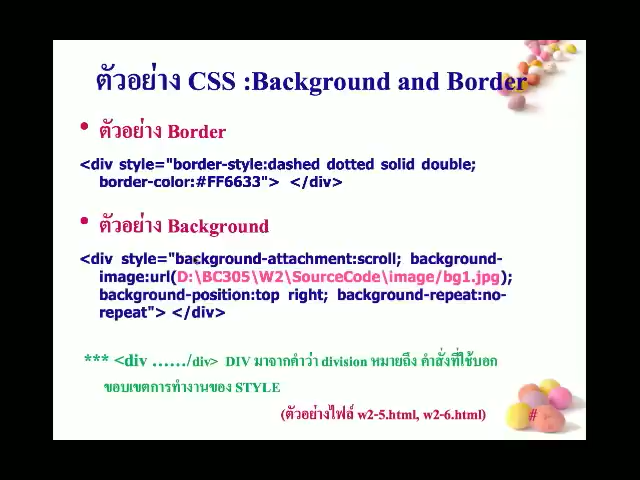 ตัวอย่าง CSS :Background and Border
• ตัวอย่าง Border
<div style="border-style:dashed dotted solid double;
border-color:#FF6633"> </div>
• ตัวอย่าง Background
<div style="background-attachment:scroll; background-
image:url(D:\BC305\W2\SourceCode\image/bg1.jpg);
background-position:top right; background-repeat:no-
repeat"> </div>
*** <div ……/div> DIV มาจากคำว่า division หมายถึง คำสั่งที่ใช้บอก
ขอบเขตการทำงานของ STYLE
(ตัวอย่างไฟล์ w2-5.html, w2-6.html) #